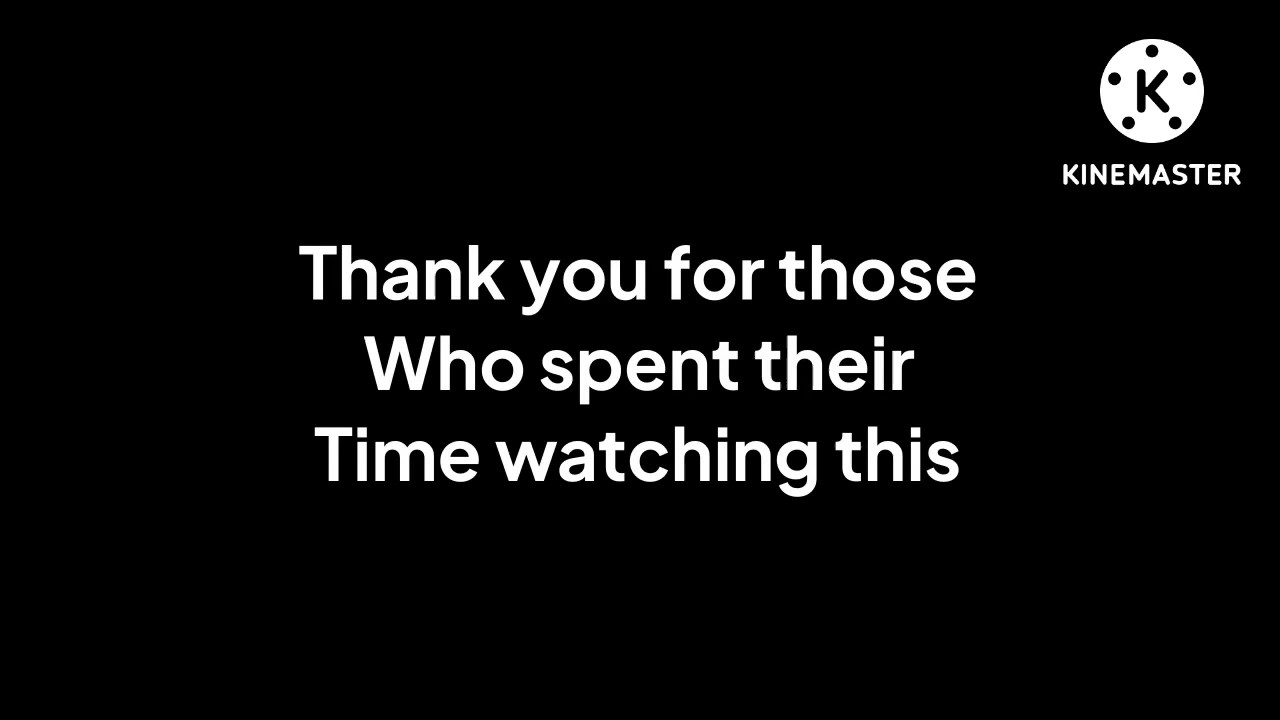 K
KINEMASTER
Thank you for those
Who spent their
Time watching this